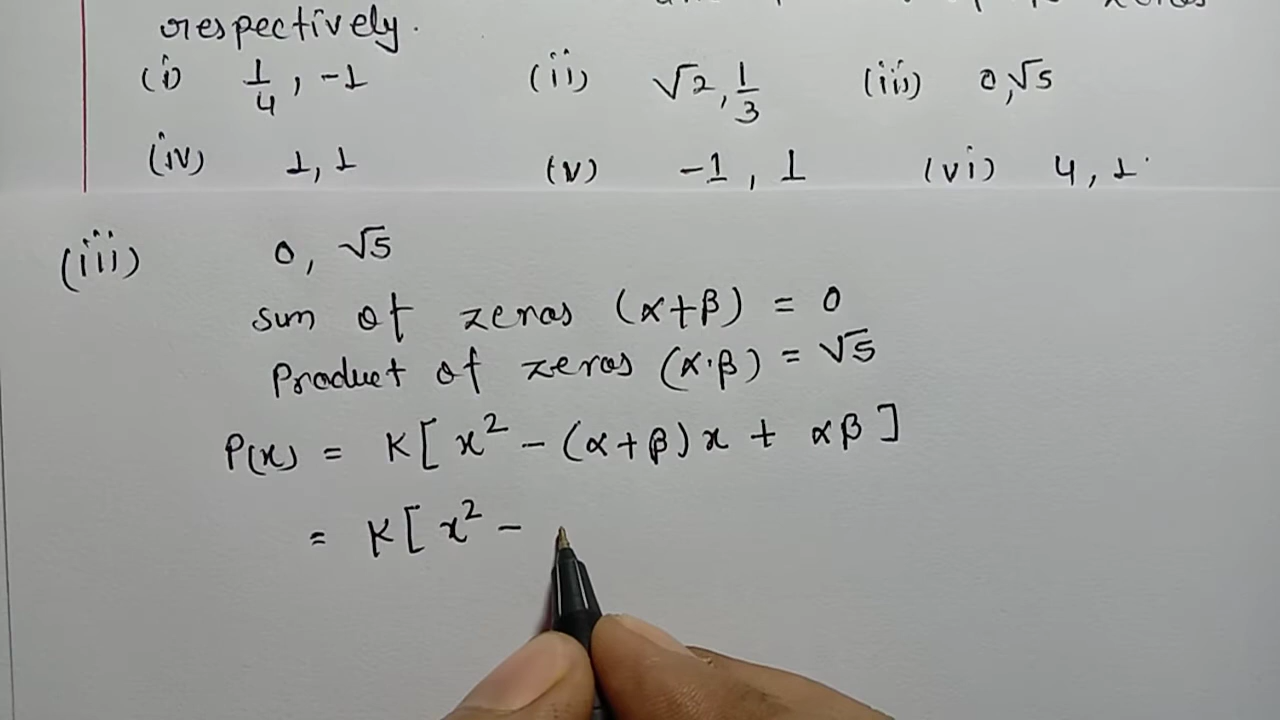 respectively.
(i) 1/4, -1 (ii) √2, 1/3 (iii) 0, √5
(iv) 1, 1 (v) -1, 1 (vi) 4, 1.
(iii) 0, √5
Sum of zeros (α+β) = 0
Product of zeros (α·β) = √5
P(x) = K[x² - (α+β)x + αβ]
= K[x² -